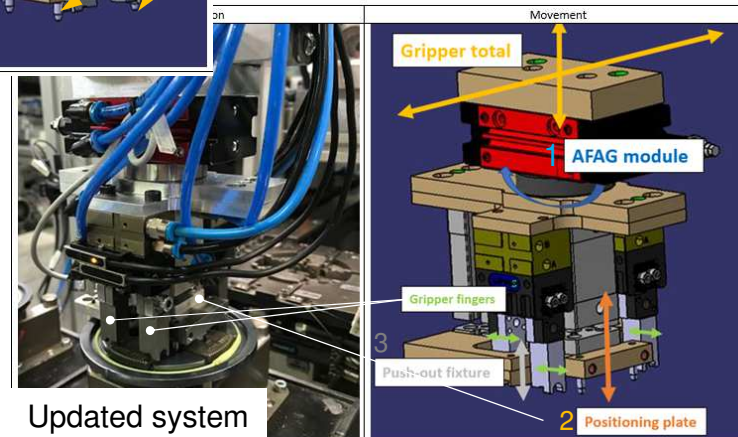 on
Movement
Gripper total
1 AFAG module
Gripper fingers
3
Push-out fixture
2 Positioning plate
Updated system